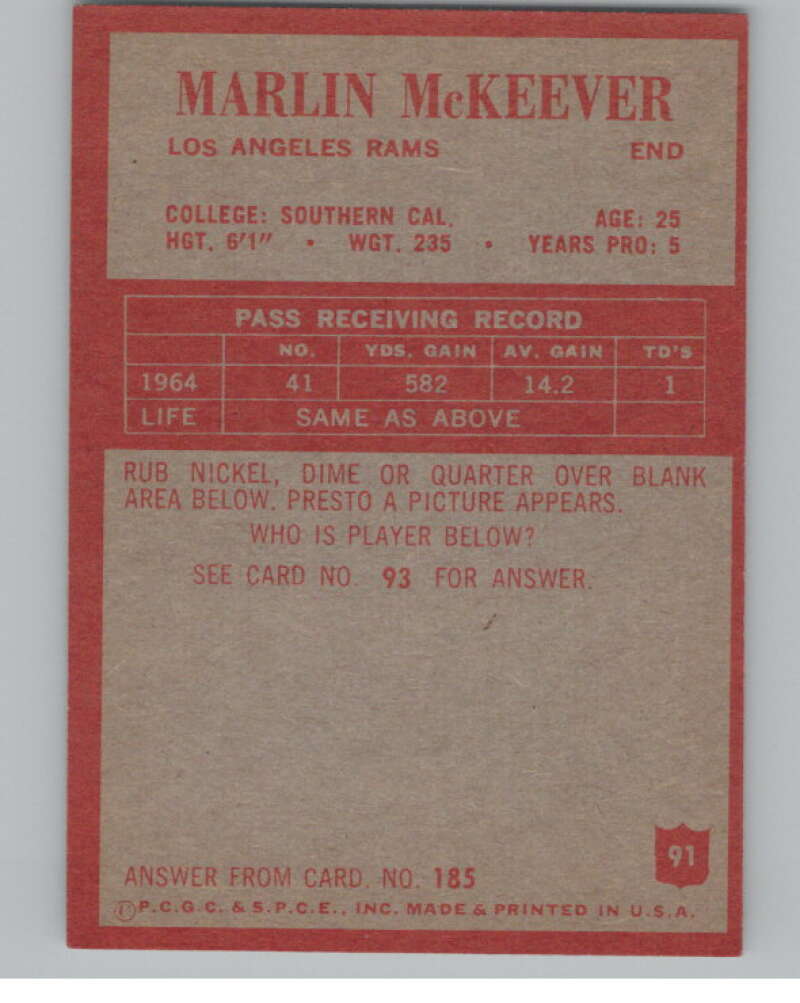 MARLIN McKEEVER
LOS ANGELES RAMS END
COLLEGE: SOUTHERN CAL. AGE: 25
HGT. 6'1" • WGT. 235 • YEARS PRO: 5
PASS RECEIVING RECORD
NO. YDS. GAIN AV. GAIN TD'S
1964 41 582 14.2 1
LIFE SAME AS ABOVE
RUB NICKEL, DIME OR QUARTER OVER BLANK
AREA BELOW. PRESTO A PICTURE APPEARS.
WHO IS PLAYER BELOW?
SEE CARD NO. 93 FOR ANSWER.
91
ANSWER FROM CARD. NO. 185
P.C.G.C. & S.P.C.E., INC. MADE & PRINTED IN U.S.A.